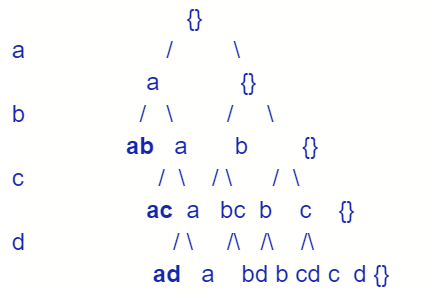 {}
a / \
a {}
b / \ / \
ab a b {}
c / \ / \ / \
ac a bc b c {}
d / \ /\ /\ /\
ad a bd b cd c d {}